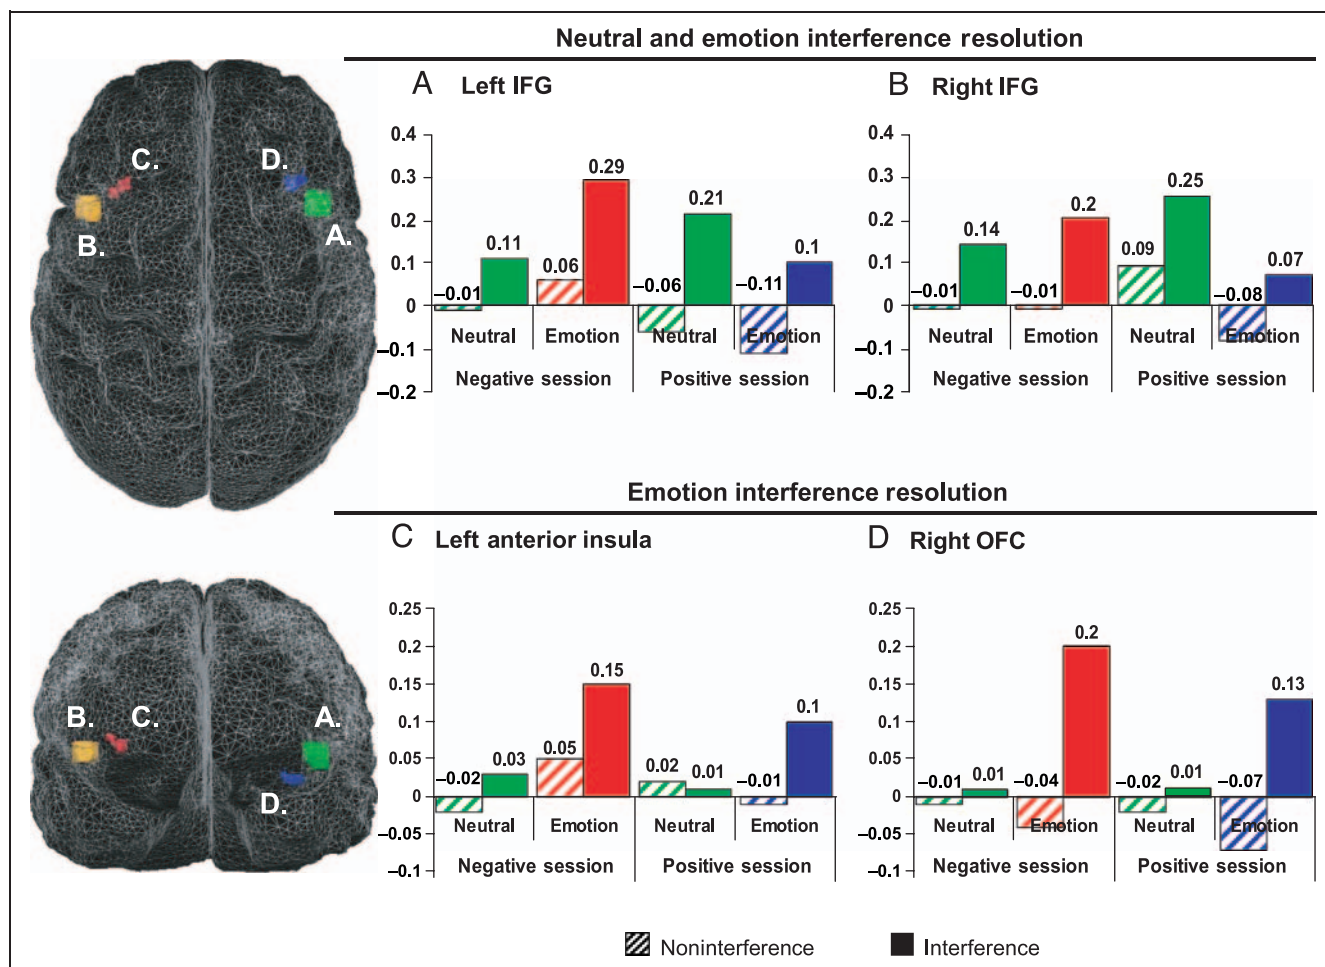 Neutral and emotion interference resolution
A Left IFG
B Right IFG
C.
D.
B.
A.
0.4
0.3
0.2
0.1
0
–0.1
–0.2
–0.01
0.11
0.06
0.29
–0.06
0.21
–0.11
0.1
Neutral
Emotion
Neutral
Emotion
Negative session
Positive session
0.4
0.3
0.2
0.1
0
–0.1
–0.2
–0.01
0.14
–0.01
0.2
0.09
0.25
–0.08
0.07
Neutral
Emotion
Neutral
Emotion
Negative session
Positive session
Emotion interference resolution
C Left anterior insula
D Right OFC
B.
C.
A.
D.
0.25
0.2
0.15
0.1
0.05
0
–0.05
–0.1
–0.02
0.03
0.05
0.15
0.02
0.01
–0.01
0.1
Neutral
Emotion
Neutral
Emotion
Negative session
Positive session
0.25
0.2
0.15
0.1
0.05
0
–0.05
–0.1
–0.01
0.01
–0.04
0.2
–0.02
0.01
–0.07
0.13
Neutral
Emotion
Neutral
Emotion
Negative session
Positive session
Noninterference
Interference